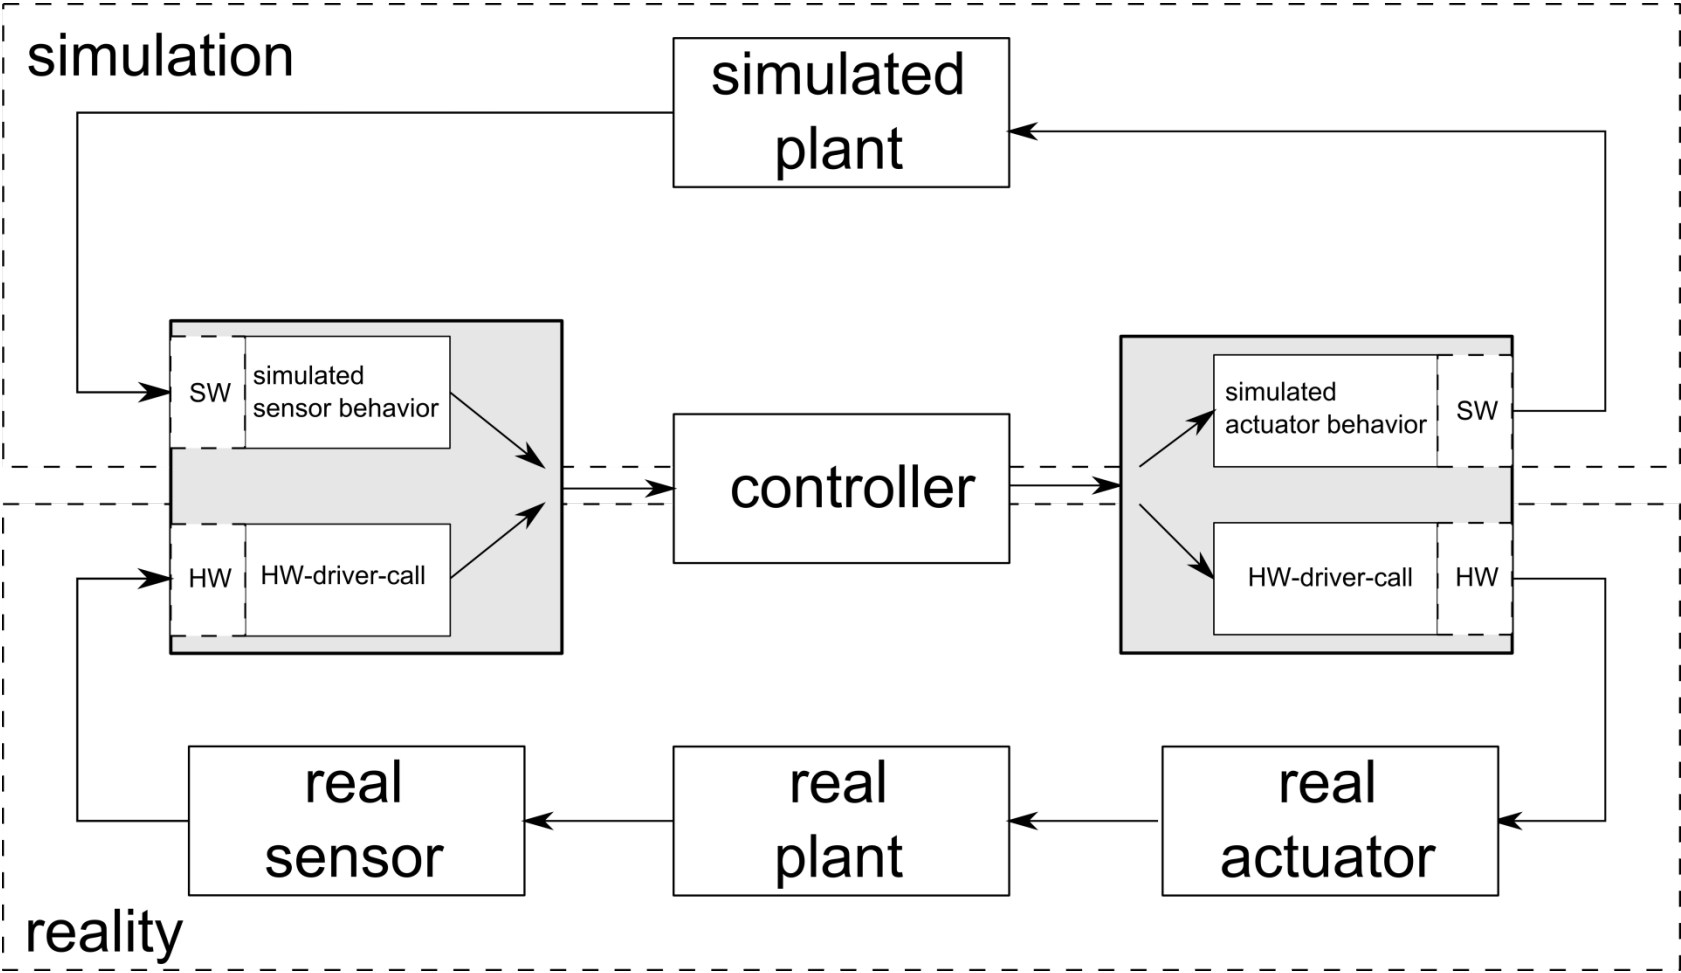 simulation
simulated
plant
SW
simulated
sensor behavior
HW
HW-driver-call
controller
simulated
actuator behavior
SW
HW-driver-call
HW
real
sensor
real
plant
real
actuator
reality